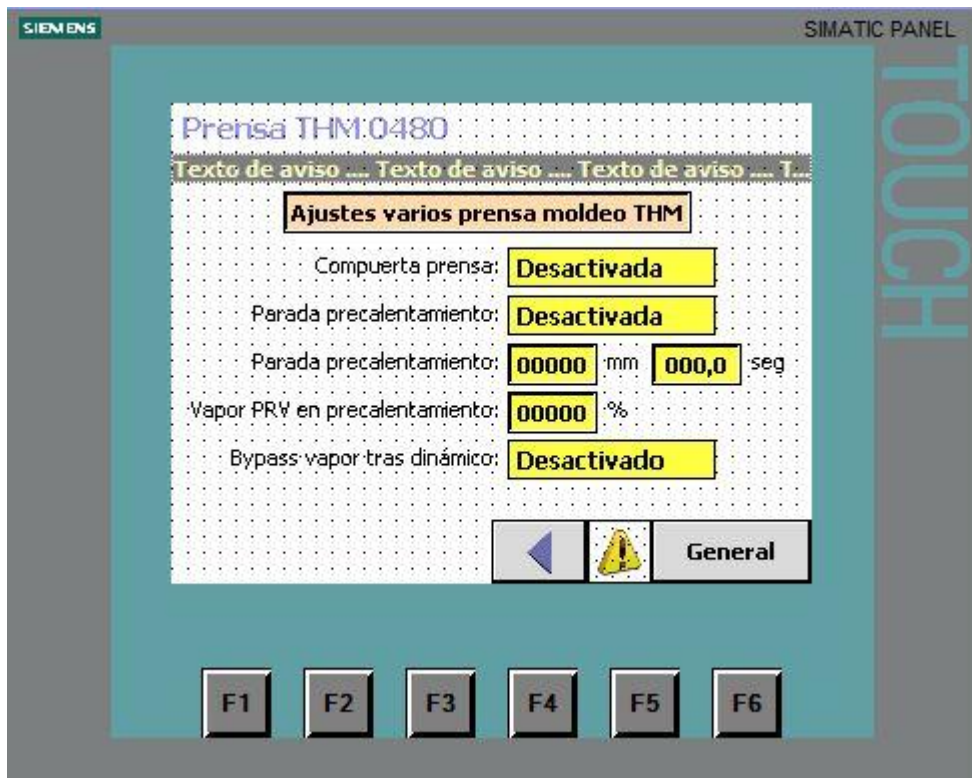 SIEMENS
SIMATIC PANEL
TOUCH
Prensa THM.0480
Texto de aviso .... Texto de aviso .... Texto de aviso .... T...
Ajustes varios prensa moldeo THM
Compuerta prensa: Desactivada
Parada precalentamiento: Desactivada
Parada precalentamiento: 00000 mm 000,0 seg
Vapor PRV en precalentamiento: 00000 %
Bypass vapor tras dinámico: Desactivado
General
F1 F2 F3 F4 F5 F6